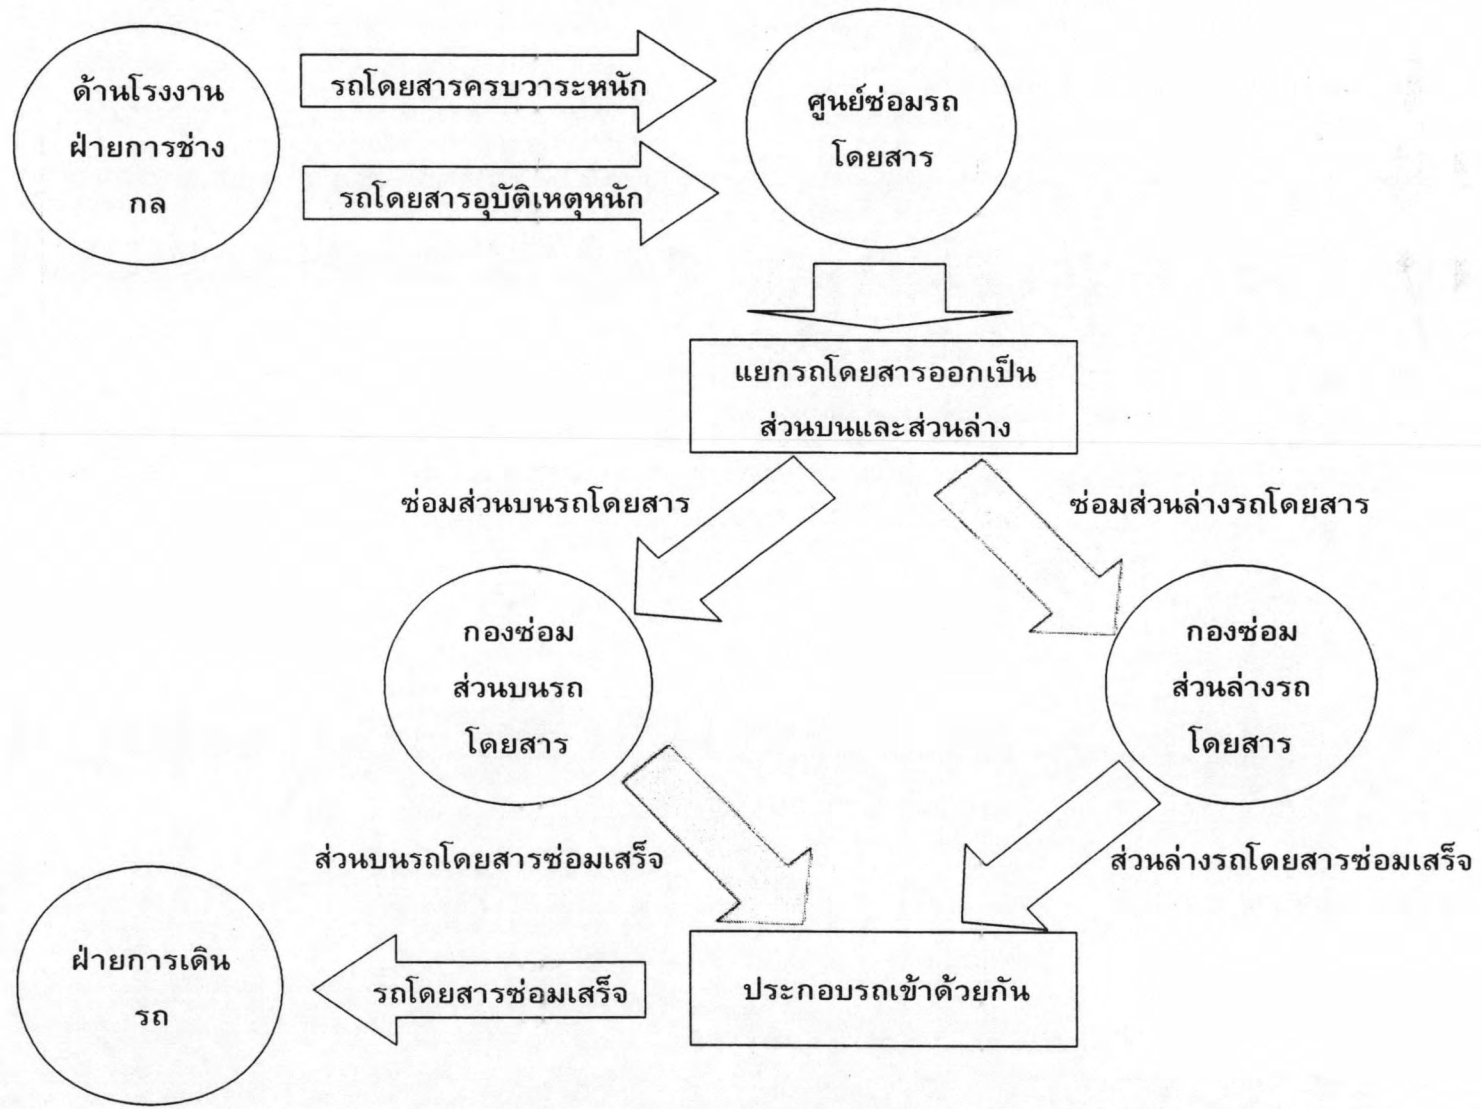 ด้านโรงงาน
ฝ่ายการช่าง
กล
รถโดยสารครบวาระหนัก
รถโดยสารอุบัติเหตุหนัก
ศูนย์ซ่อมรถ
โดยสาร
แยกรถโดยสารออกเป็น
ส่วนบนและส่วนล่าง
ซ่อมส่วนบนรถโดยสาร
ซ่อมส่วนล่างรถโดยสาร
กองซ่อม
ส่วนบนรถ
โดยสาร
กองซ่อม
ส่วนล่างรถ
โดยสาร
ส่วนบนรถโดยสารซ่อมเสร็จ
ส่วนล่างรถโดยสารซ่อมเสร็จ
ฝ่ายการเดิน
รถ
รถโดยสารซ่อมเสร็จ
ประกอบรถเข้าด้วยกัน